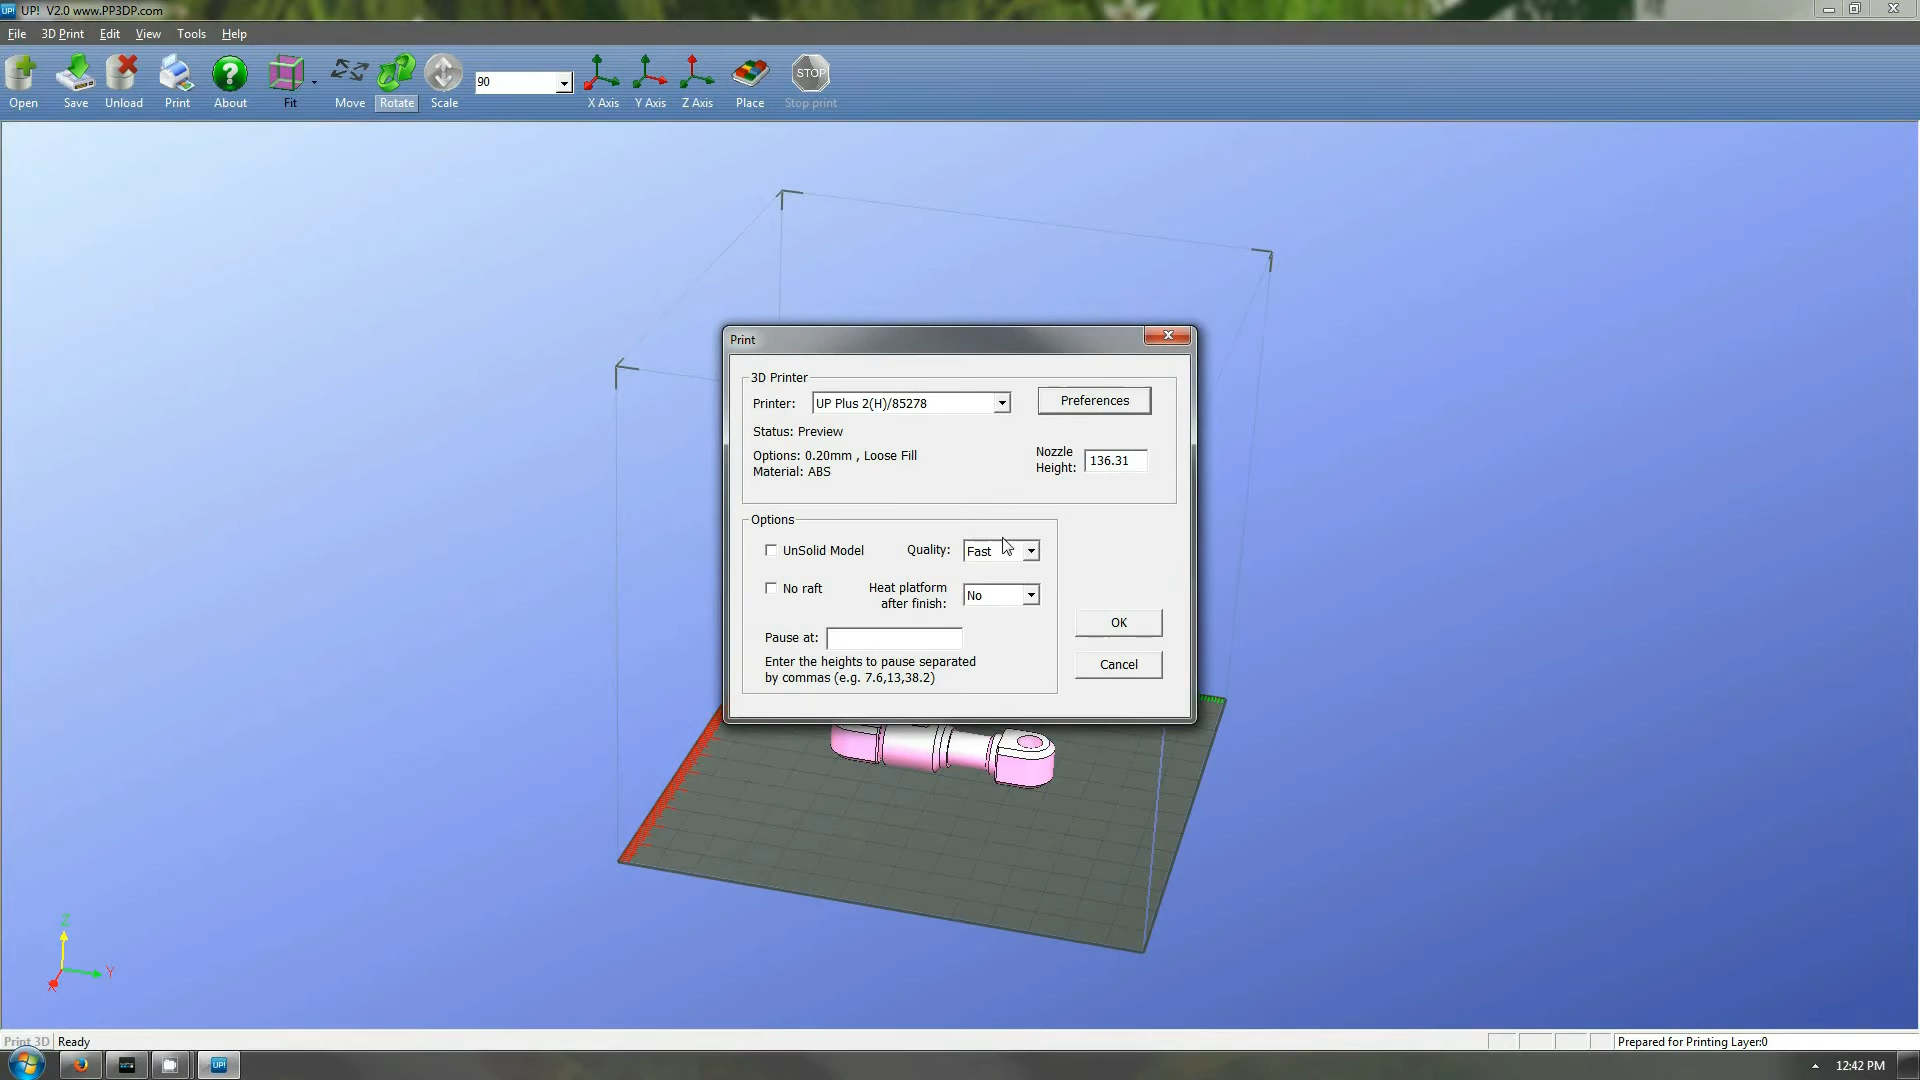 UP! UP! V2.0 www.PP3DP.com
File 3D Print Edit View Tools Help
90
STOP
Open Save Unload Print About Fit Move Rotate Scale X Axis Y Axis Z Axis Place Stop print
Print
3D Printer
Printer: UP Plus 2(H)/85278 Preferences
Status: Preview
Options: 0.20mm , Loose Fill
Material: ABS
Nozzle
Height: 136.31
Options
UnSolid Model Quality: Fast
No raft Heat platform
after finish: No
OK
Pause at:
Enter the heights to pause separated
by commas (e.g. 7.6,13,38.2)
Cancel
Z
Y
X
Print 3D Ready Prepared for Printing Layer:0
UP! 12:42 PM